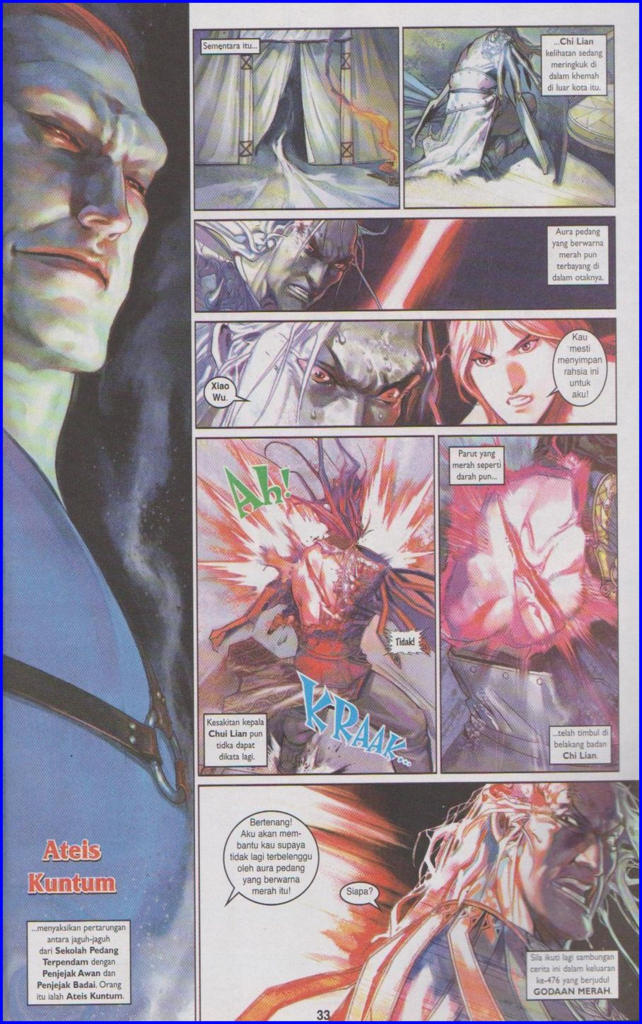 Ateis
Kuntum
...menyaksikan pertarungan
antara jaguh-jaguh
dari Sekolah Pedang
Terpendam dengan
Penjejak Awan dan
Penjejak Badai. Orang
itu ialah Ateis Kuntum.
Sementara itu...
...Chi Lian
kelihatan sedang
meringkuk di
dalam khemah
di luar kota itu.
Aura pedang
yang berwarna
merah pun
terbayang di
dalam otaknya.
Xiao
Wu.
Kau
mesti
menyimpan
rahsia ini
untuk
aku!
Ah!
Tidak!
KRAAK...
Kesakitan kepala
Chui Lian pun
tidka dapat
dikata lagi.
Parut yang
merah seperti
darah pun...
...telah timbul di
belakang badan
Chi Lian.
Bertenang!
Aku akan mem-
bantu kau supaya
tidak lagi terbelenggu
oleh aura pedang
yang berwarna
merah itu!
Siapa?
Sila ikuti lagi sambungan
cerita ini dalam keluaran
ke-476 yang berjudul
GODAAN MERAH.
33